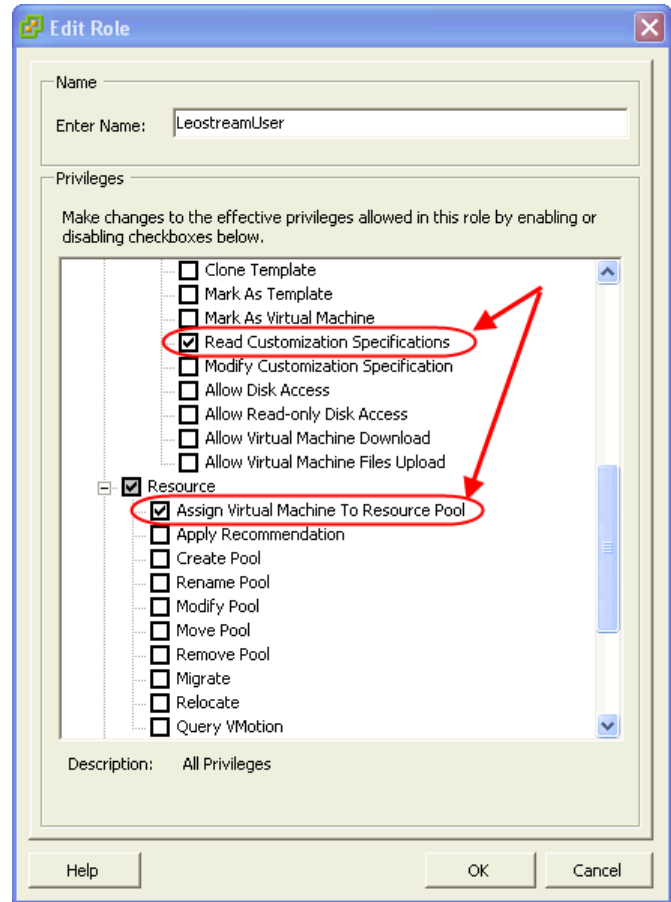 Edit Role
Name
Enter Name: LeostreamUser
Privileges
Make changes to the effective privileges allowed in this role by enabling or
disabling checkboxes below.
Clone Template
Mark As Template
Mark As Virtual Machine
Read Customization Specifications
Modify Customization Specification
Allow Disk Access
Allow Read-only Disk Access
Allow Virtual Machine Download
Allow Virtual Machine Files Upload
Resource
Assign Virtual Machine To Resource Pool
Apply Recommendation
Create Pool
Rename Pool
Modify Pool
Move Pool
Remove Pool
Migrate
Relocate
Query VMotion
Description: All Privileges
Help OK Cancel